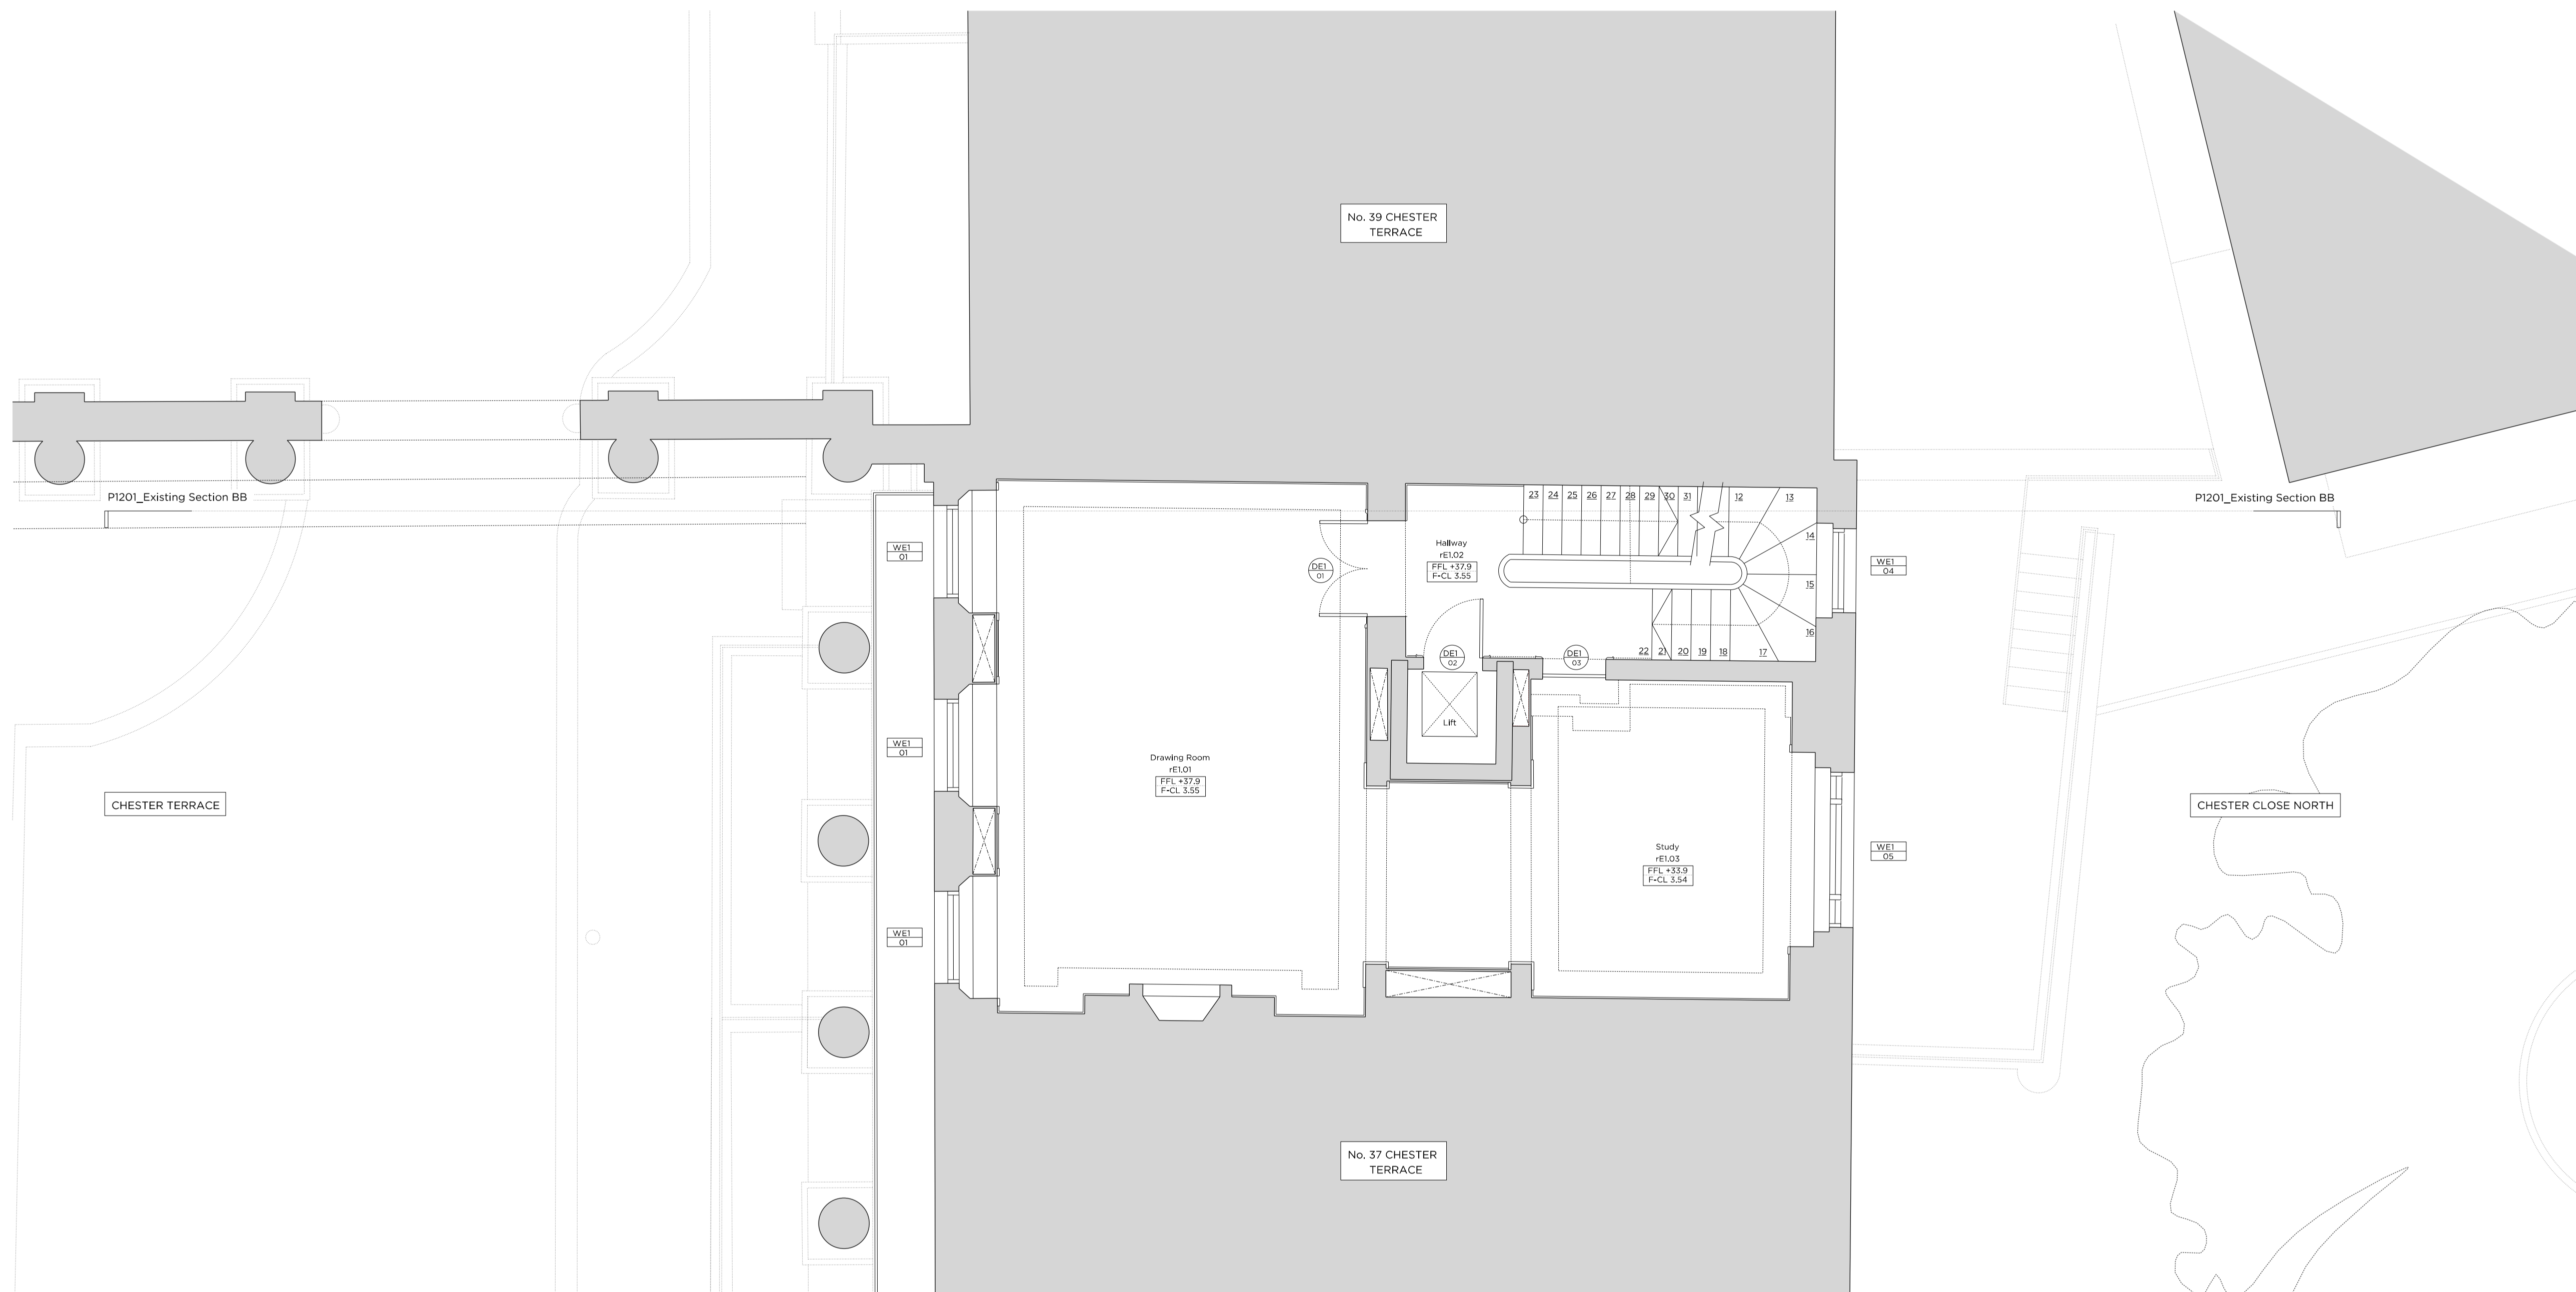 No. 39 CHESTER
TERRACE
P1201_Existing Section BB
P1201_Existing Section BB
23 24 25 26 27 28 29 30 31 12 13
14
15
16
22 21 20 19 18 17
WE1
01
Hallway
rE1.02
FFL +37.9
F-CL 3.55
DE1
01
WE1
04
DE1
02
DE1
03
Lift
WE1
01
Drawing Room
rE1.01
FFL +37.9
F-CL 3.55
CHESTER TERRACE
CHESTER CLOSE NORTH
Study
rE1.03
FFL +33.9
F-CL 3.54
WE1
05
WE1
01
No. 37 CHESTER
TERRACE